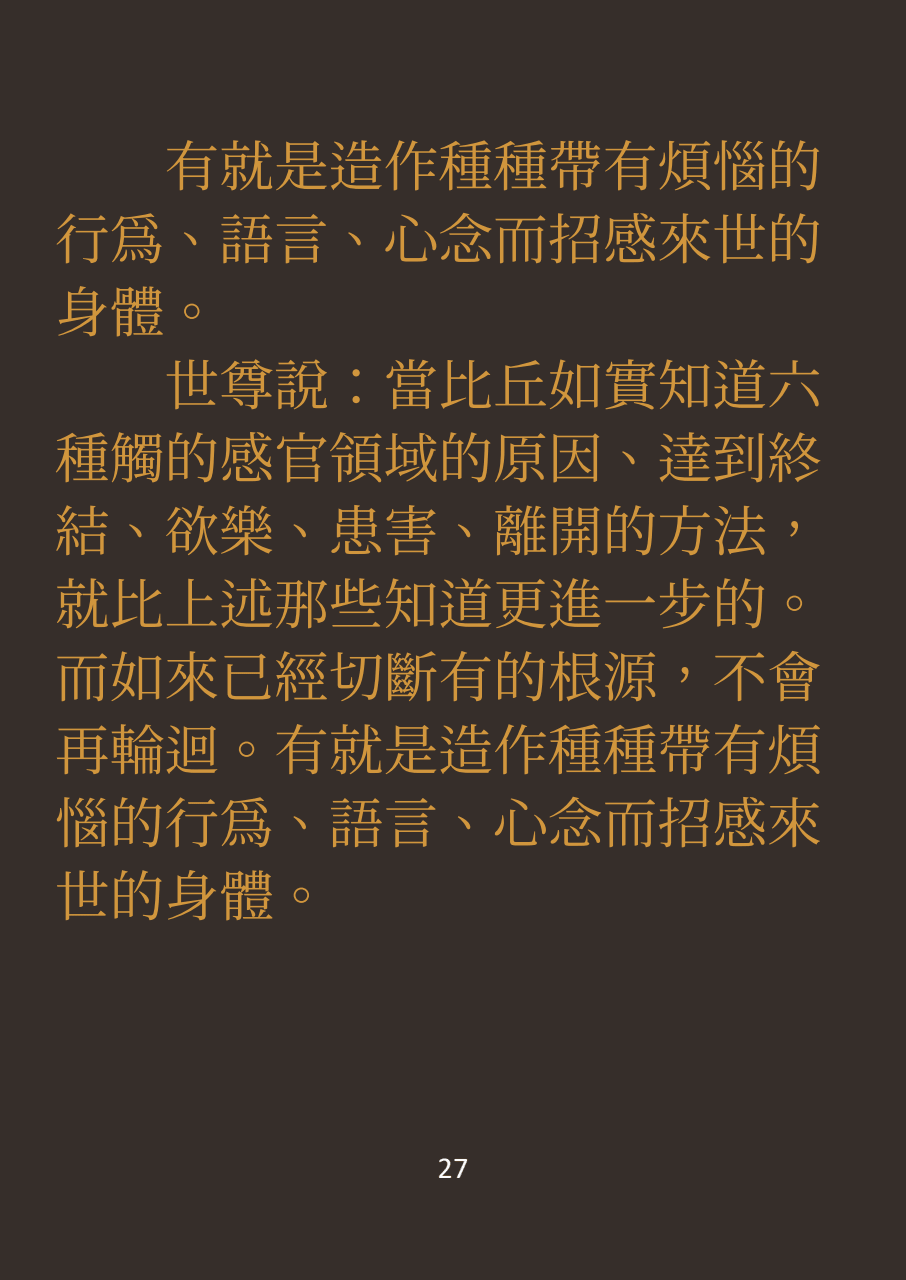 有就是造作種種帶有煩惱的
行爲、語言、心念而招感來世的
身體。
世尊說：當比丘如實知道六
種觸的感官領域的原因、達到終
結、欲樂、患害、離開的方法，
就比上述那些知道更進一步的。
而如來已經切斷有的根源，不會
再輪迴。有就是造作種種帶有煩
惱的行爲、語言、心念而招感來
世的身體。
27